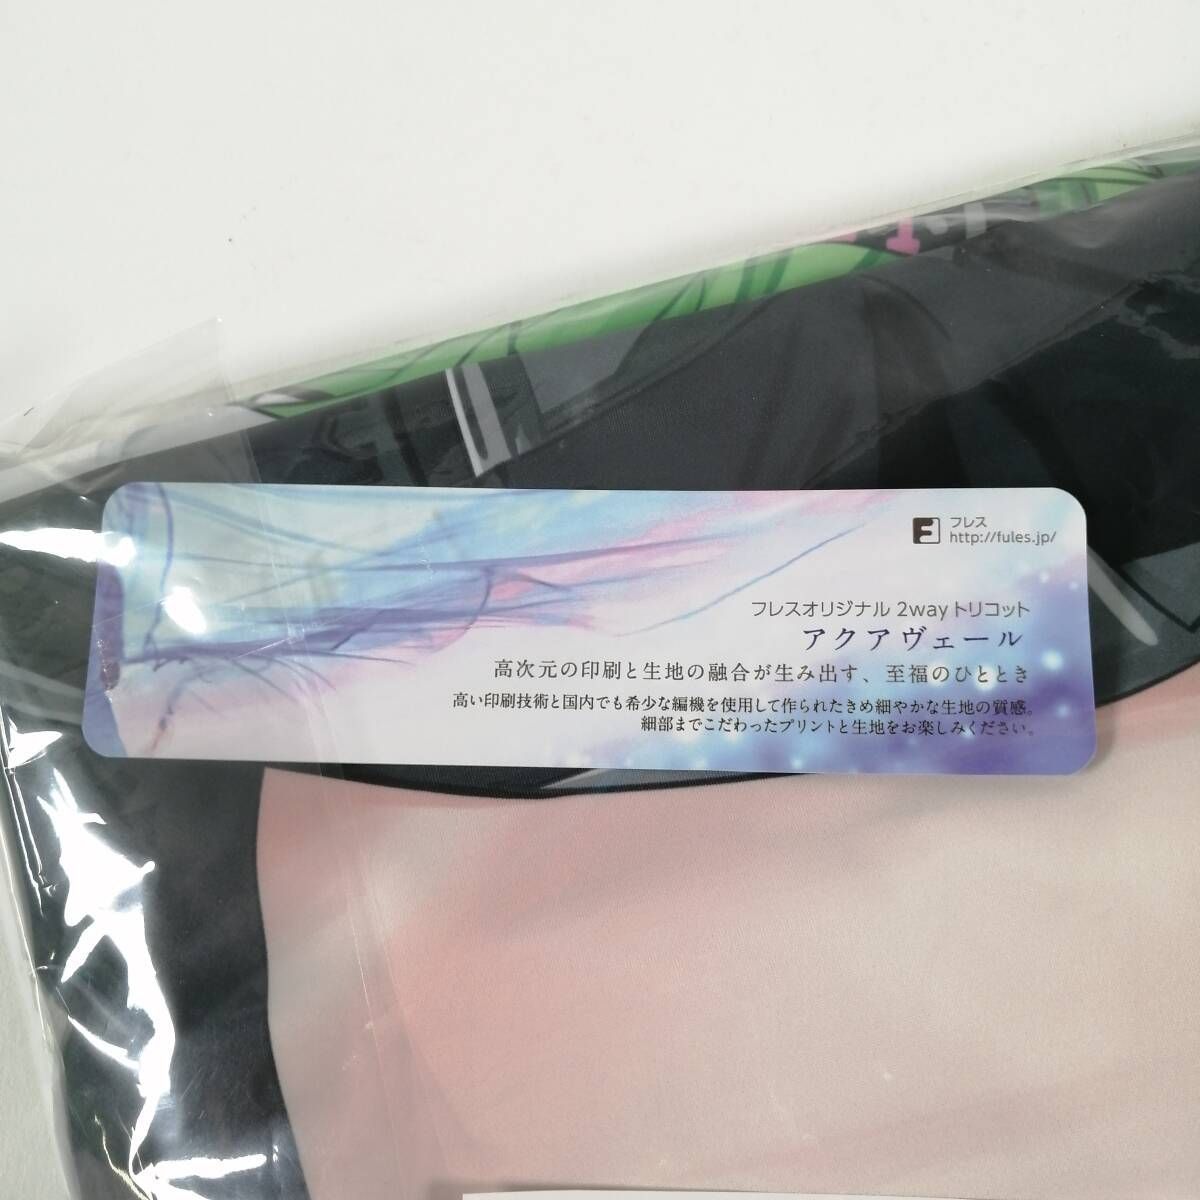 フレス
http://fules.jp/
フレスオリジナル 2way トリコット
アクアヴェール
高次元の印刷と生地の融合が生み出す、至福のひととき
高い印刷技術と国内でも希少な編機を使用して作られたきめ細やかな生地の質感。
細部までこだわったプリントと生地をお楽しみください。